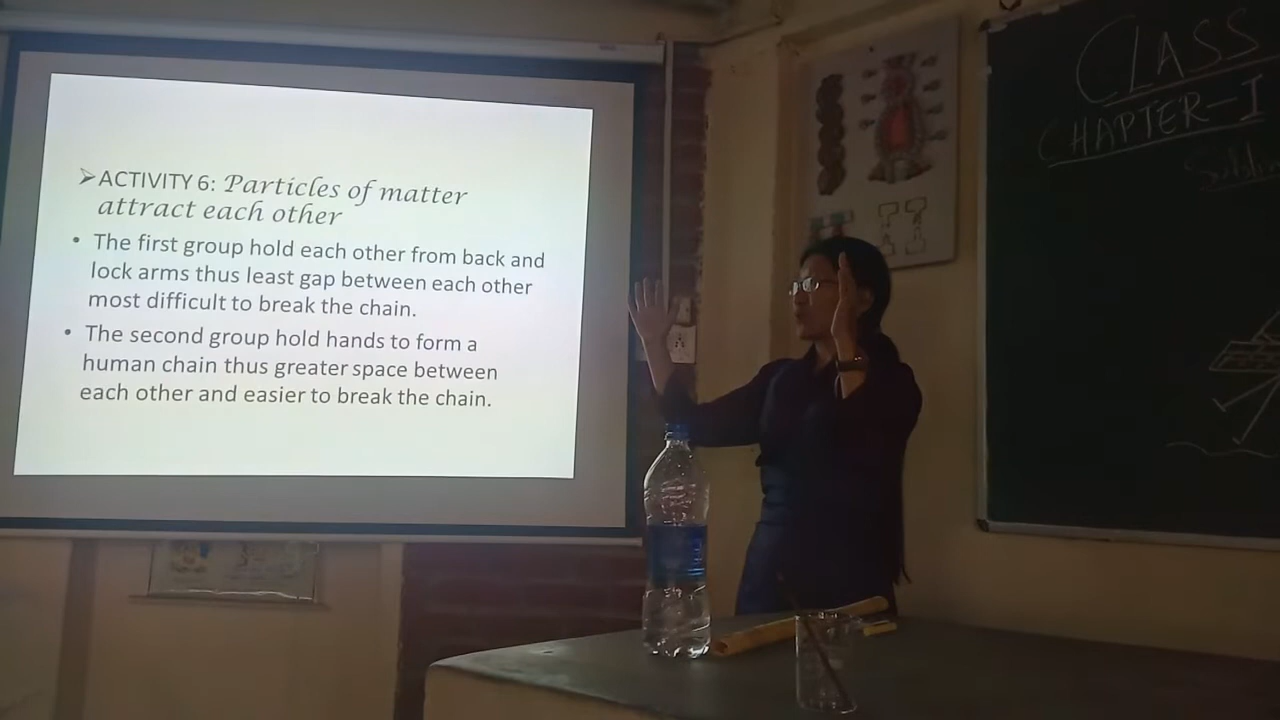 ➢ACTIVITY 6: Particles of matter
attract each other
• The first group hold each other from back and
lock arms thus least gap between each other
most difficult to break the chain.
• The second group hold hands to form a
human chain thus greater space between
each other and easier to break the chain.
CLASS
CHAPTER-I